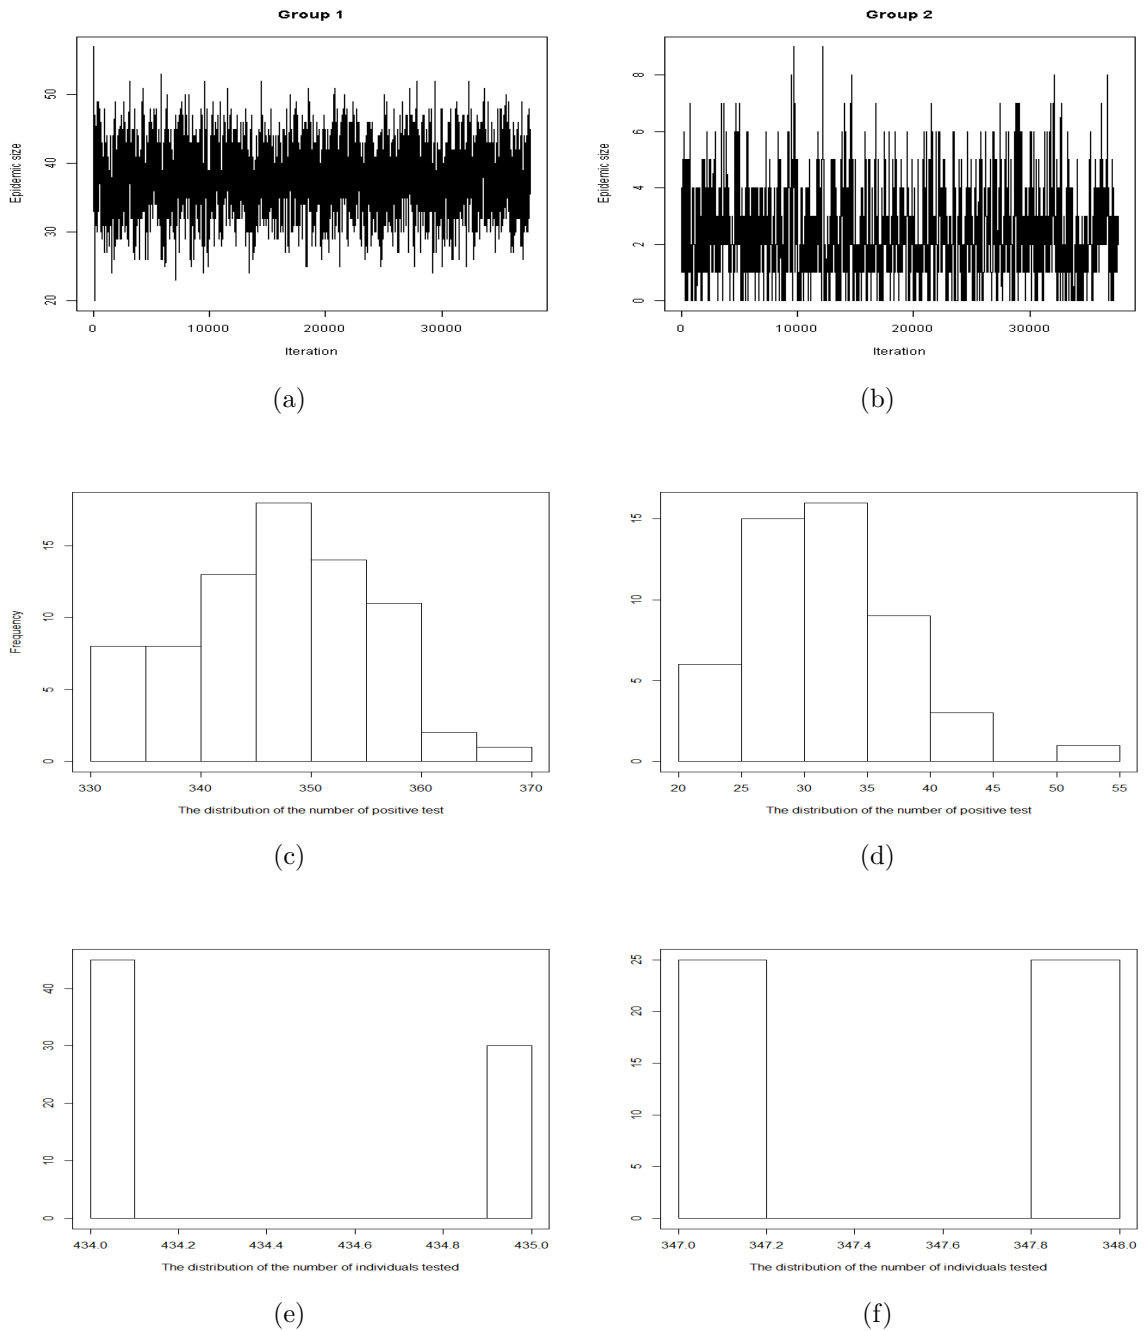 Group 1
Group 2
Epidemic size
20 30 40 50
0 10000 20000 30000
Iteration
Epidemic size
0 2 4 6 8
0 10000 20000 30000
Iteration
(a)
(b)
Frequency
0 5 10 15
330 340 350 360 370
The distribution of the number of positive test
0 5 10 15
20 25 30 35 40 45 50 55
The distribution of the number of positive test
(c)
(d)
0 10 20 30 40
434.0 434.2 434.4 434.6 434.8 435.0
The distribution of the number of individuals tested
0 5 10 15 20 25
347.0 347.2 347.4 347.6 347.8 348.0
The distribution of the number of individuals tested
(e)
(f)